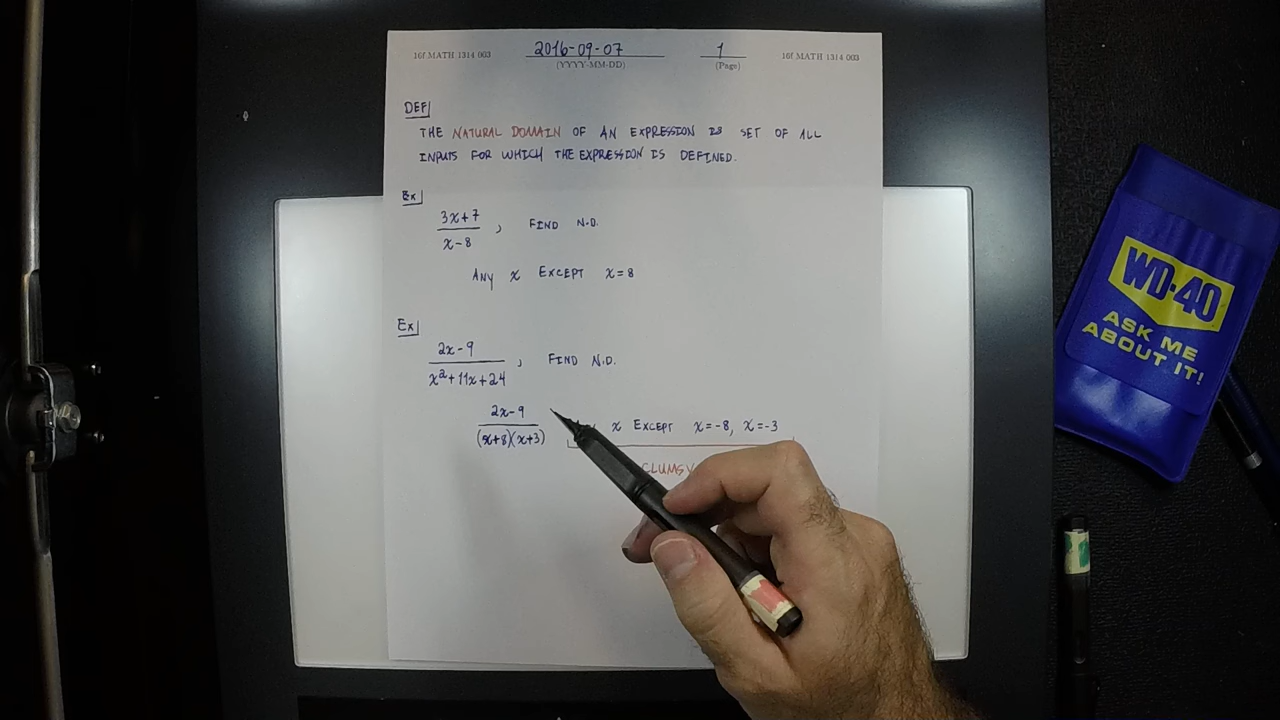 16f MATH 1314 003 2016-09-07 1 16f MATH 1314 003
(YYYY-MM-DD) (Page)
DEF
THE NATURAL DOMAIN OF AN EXPRESSION IS SET OF ALL
INPUTS FOR WHICH THE EXPRESSION IS DEFINED.
Ex
3x+7
x-8
, FIND N.D.
ANY x EXCEPT x=8
Ex
2x-9
x²+11x+24
, FIND N.D.
2x-9
(x+8)(x+3)
x EXCEPT x=-8, x=-3
CLUMSY
WD-40
ASK ME
ABOUT IT!